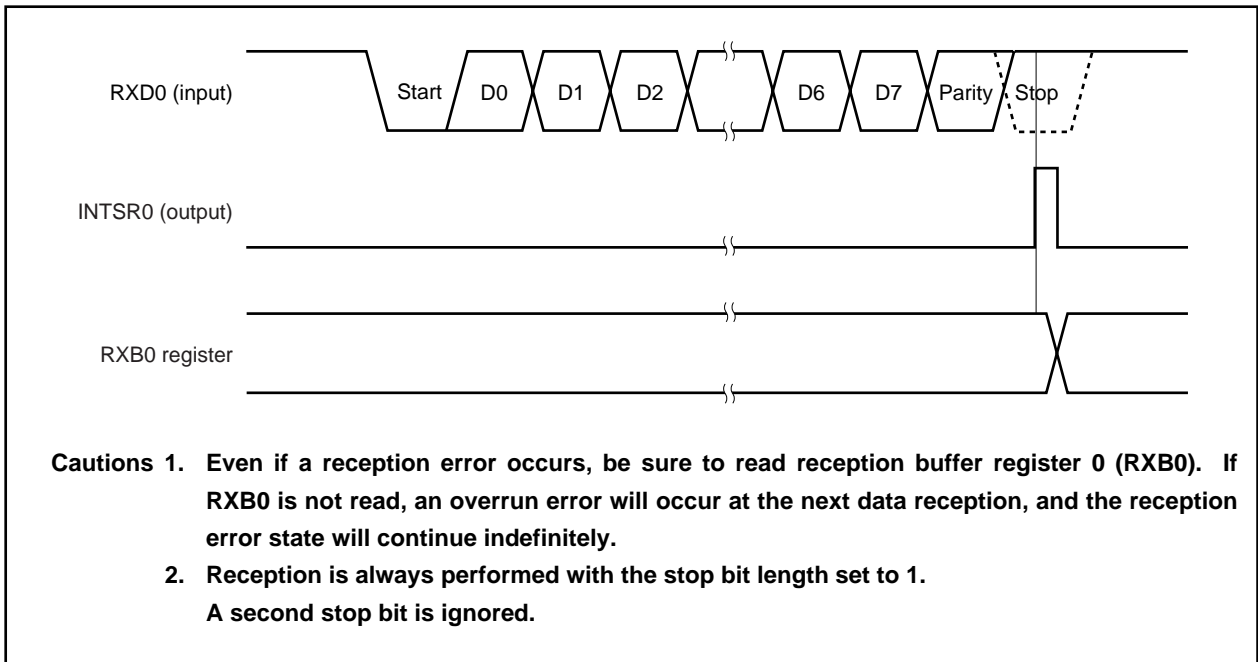 RXD0 (input)
Start D0 D1 D2 D6 D7 Parity Stop
INTSR0 (output)
RXB0 register
Cautions 1. Even if a reception error occurs, be sure to read reception buffer register 0 (RXB0). If
RXB0 is not read, an overrun error will occur at the next data reception, and the reception
error state will continue indefinitely.
2. Reception is always performed with the stop bit length set to 1.
A second stop bit is ignored.